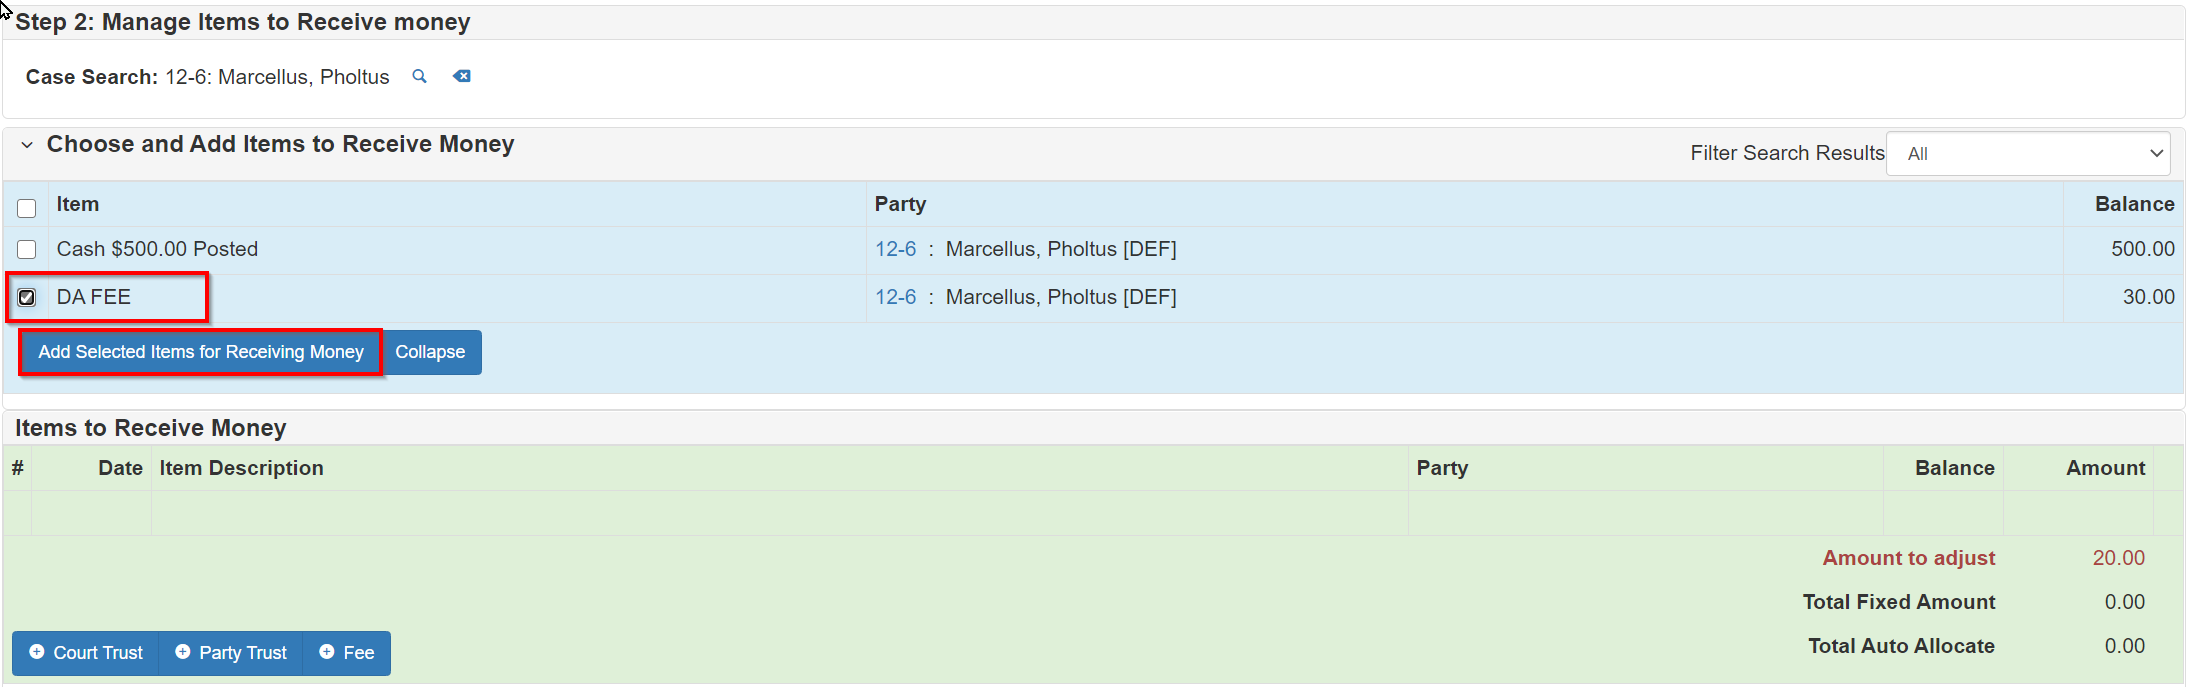 Step 2: Manage Items to Receive money
Case Search: 12-6: Marcellus, Pholtus
Choose and Add Items to Receive Money
Filter Search Results All
Item Party Balance
Cash $500.00 Posted 12-6 : Marcellus, Pholtus [DEF] 500.00
DA FEE 12-6 : Marcellus, Pholtus [DEF] 30.00
Add Selected Items for Receiving Money Collapse
Items to Receive Money
# Date Item Description Party Balance Amount
Amount to adjust 20.00
Total Fixed Amount 0.00
Total Auto Allocate 0.00
Court Trust Party Trust Fee